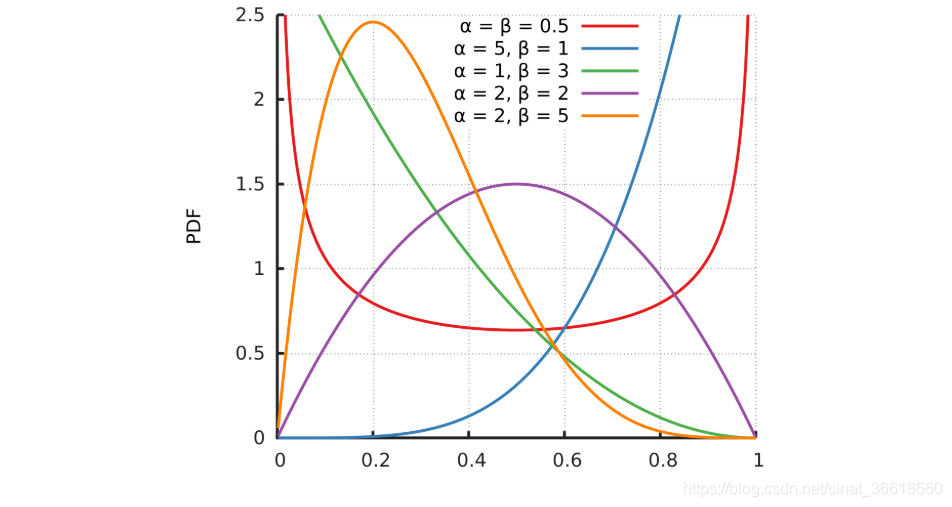 2.5
α = β = 0.5
α = 5, β = 1
2
α = 1, β = 3
α = 2, β = 2
α = 2, β = 5
1.5
PDF
1
0.5
0
0 0.2 0.4 0.6 0.8 1
https://blog.csdn.net/sinat_36618660